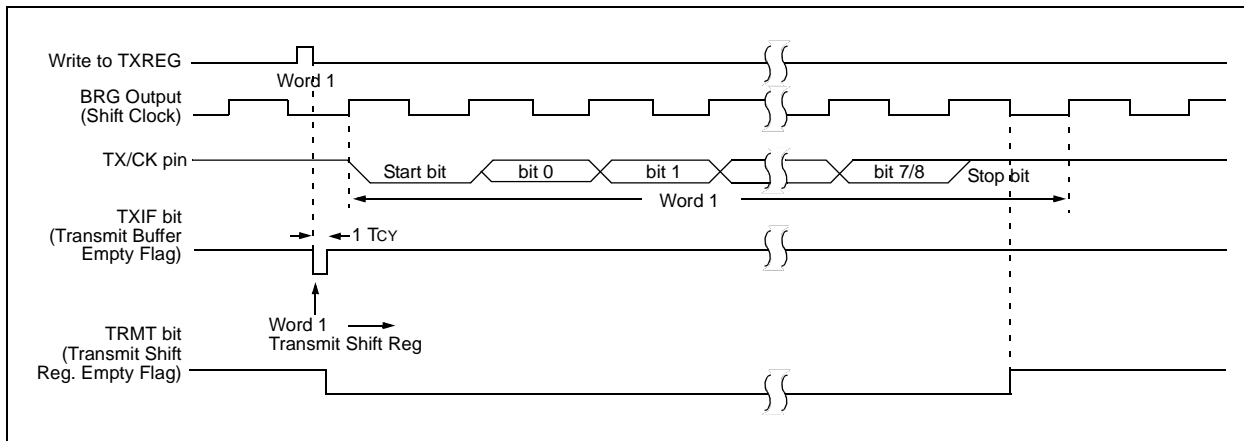 Write to TXREG
Word 1
BRG Output
(Shift Clock)
TX/CK pin
Start bit
bit 0
bit 1
bit 7/8
Stop bit
Word 1
TXIF bit
(Transmit Buffer
Empty Flag)
1 TCY
Word 1
Transmit Shift Reg
TRMT bit
(Transmit Shift
Reg. Empty Flag)